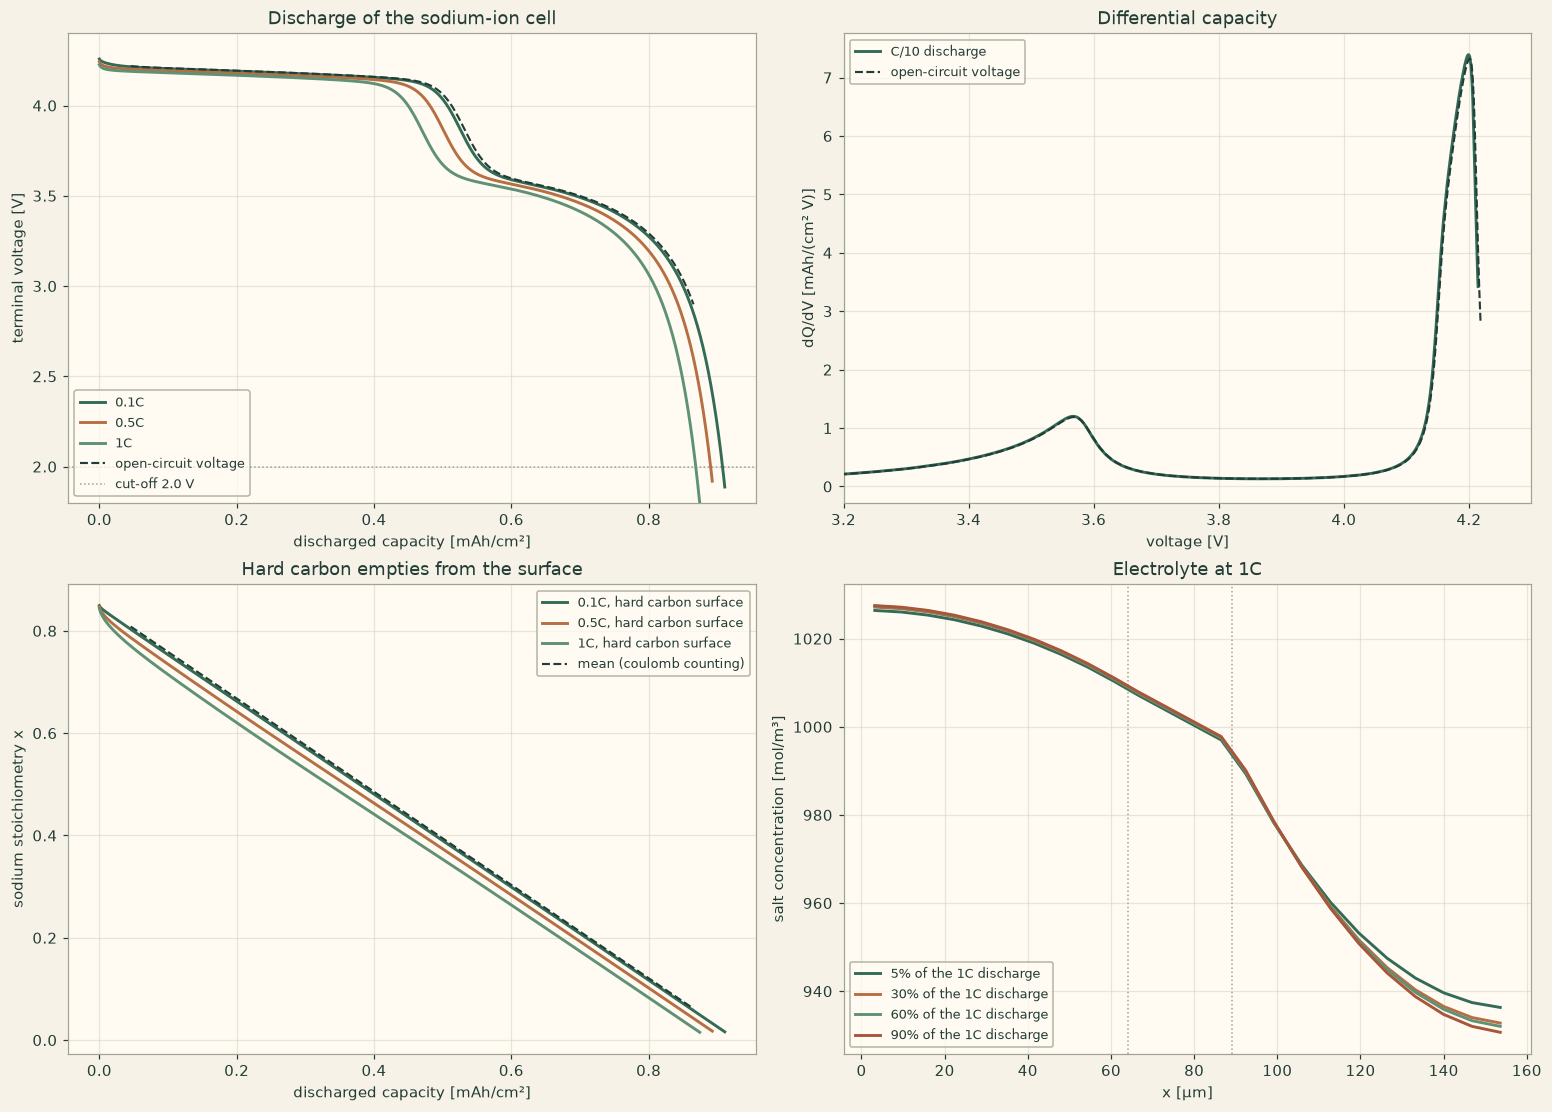 Discharge of the sodium-ion cell
terminal voltage [V]
4.0
3.5
3.0
2.5
2.0
0.1C
0.5C
1C
open-circuit voltage
cut-off 2.0 V
0.0
0.2
0.4
0.6
0.8
discharged capacity [mAh/cm²]
Differential capacity
dQ/dV [mAh/(cm² V)]
7
6
5
4
3
2
1
0
C/10 discharge
open-circuit voltage
3.2
3.4
3.6
3.8
4.0
4.2
voltage [V]
Hard carbon empties from the surface
sodium stoichiometry x
0.8
0.6
0.4
0.2
0.0
0.1C, hard carbon surface
0.5C, hard carbon surface
1C, hard carbon surface
mean (coulomb counting)
0.0
0.2
0.4
0.6
0.8
discharged capacity [mAh/cm²]
Electrolyte at 1C
salt concentration [mol/m³]
1020
1000
980
960
940
5% of the 1C discharge
30% of the 1C discharge
60% of the 1C discharge
90% of the 1C discharge
0
20
40
60
80
100
120
140
160
x [µm]